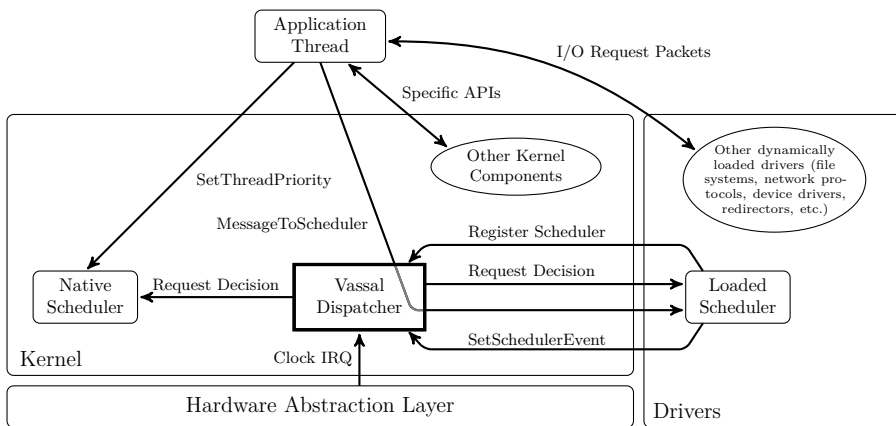 Application
Thread
I/O Request Packets
Specific APIs
Other Kernel
Components
Other dynamically
loaded drivers (file
systems, network pro-
tocols, device drivers,
redirectors, etc.)
SetThreadPriority
MessageToScheduler
Register Scheduler
Native
Scheduler
Request Decision
Vassal
Dispatcher
Request Decision
Loaded
Scheduler
SetSchedulerEvent
Clock IRQ
Kernel
Hardware Abstraction Layer
Drivers